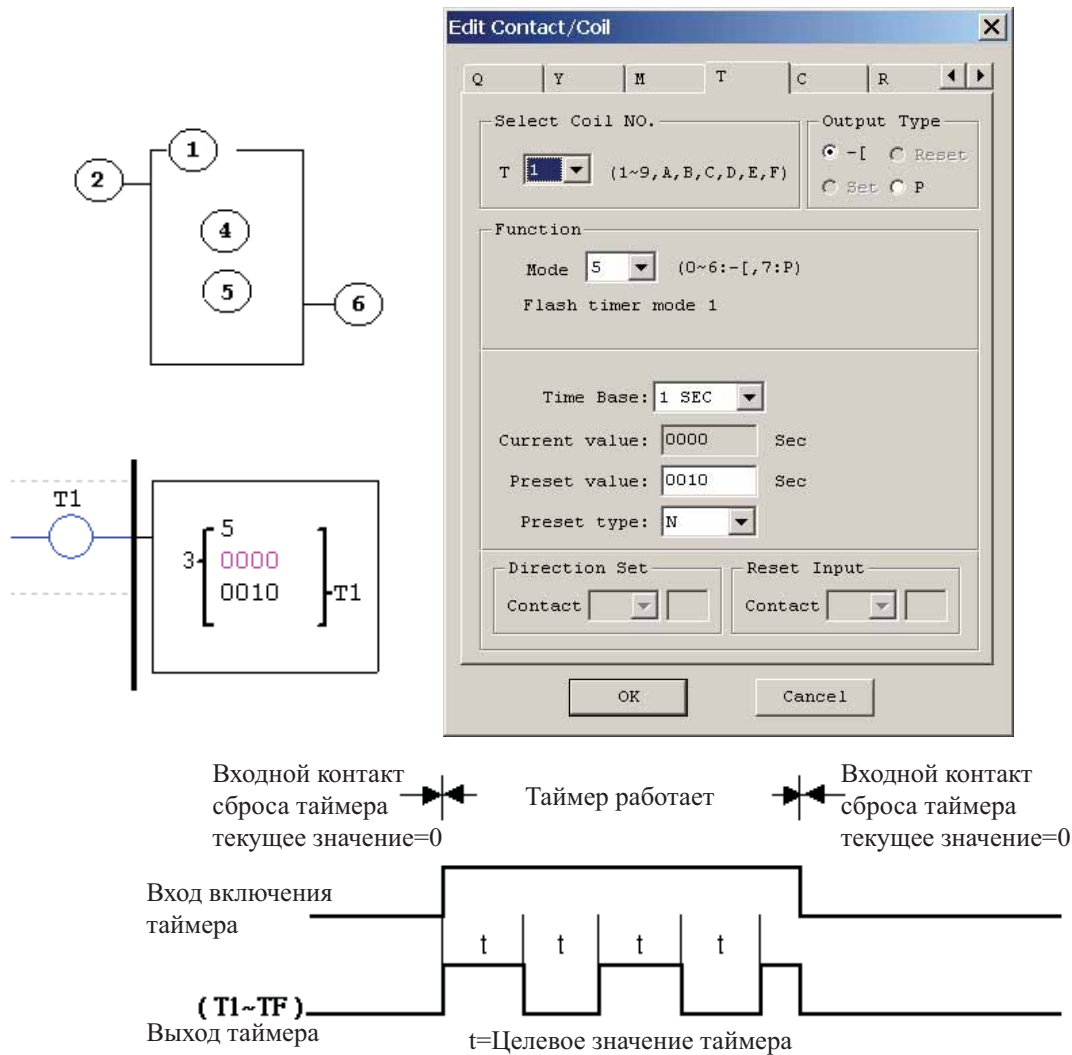 Edit Contact/Coil
Q Y M T C R
Select Coil NO.
T 1 (1~9,A,B,C,D,E,F)
Output Type
-[ Reset
Set P
Function
Mode 5 (0~6:-[,7:P)
Flash timer mode 1
Time Base: 1 SEC
Current value: 0000 Sec
Preset value: 0010 Sec
Preset type: N
Direction Set
Contact
Reset Input
Contact
OK Cancel
1
2
4
5
6
T1
5
3 0000
0010 T1
Входной контакт
сброса таймера
текущее значение=0
Таймер работает
Входной контакт
сброса таймера
текущее значение=0
Вход включения
таймера
t t t t
( T1~TF )
Выход таймера
t=Целевое значение таймера